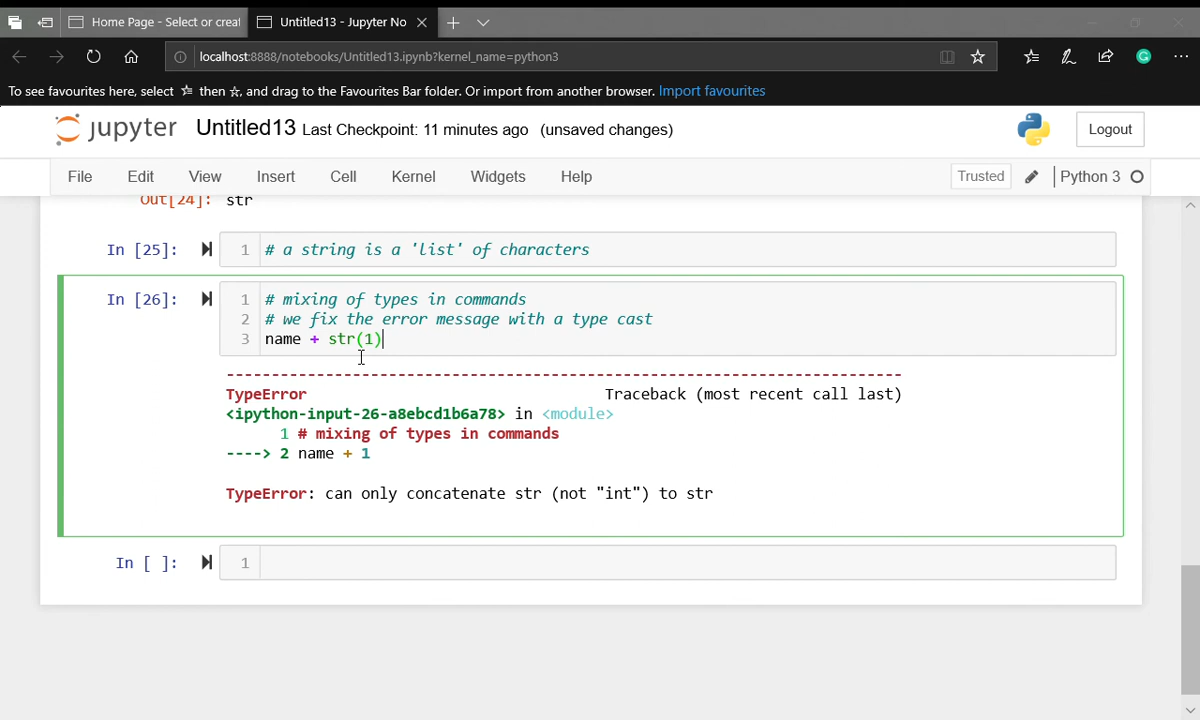 Home Page - Select or creat
Untitled13 - Jupyter No
localhost:8888/notebooks/Untitled13.ipynb?kernel_name=python3
To see favourites here, select then ☆, and drag to the Favourites Bar folder. Or import from another browser. Import favourites
jupyter Untitled13 Last Checkpoint: 11 minutes ago (unsaved changes) Logout
File Edit View Insert Cell Kernel Widgets Help Trusted Python 3
Out[24]: str
In [25]: 1 # a string is a 'list' of characters
In [26]: 1 # mixing of types in commands
2 # we fix the error message with a type cast
3 name + str(1)
---------------------------------------------------------------------------
TypeError Traceback (most recent call last)
<ipython-input-26-a8ebcd1b6a78> in <module>
1 # mixing of types in commands
----> 2 name + 1
TypeError: can only concatenate str (not "int") to str
In [ ]: 1